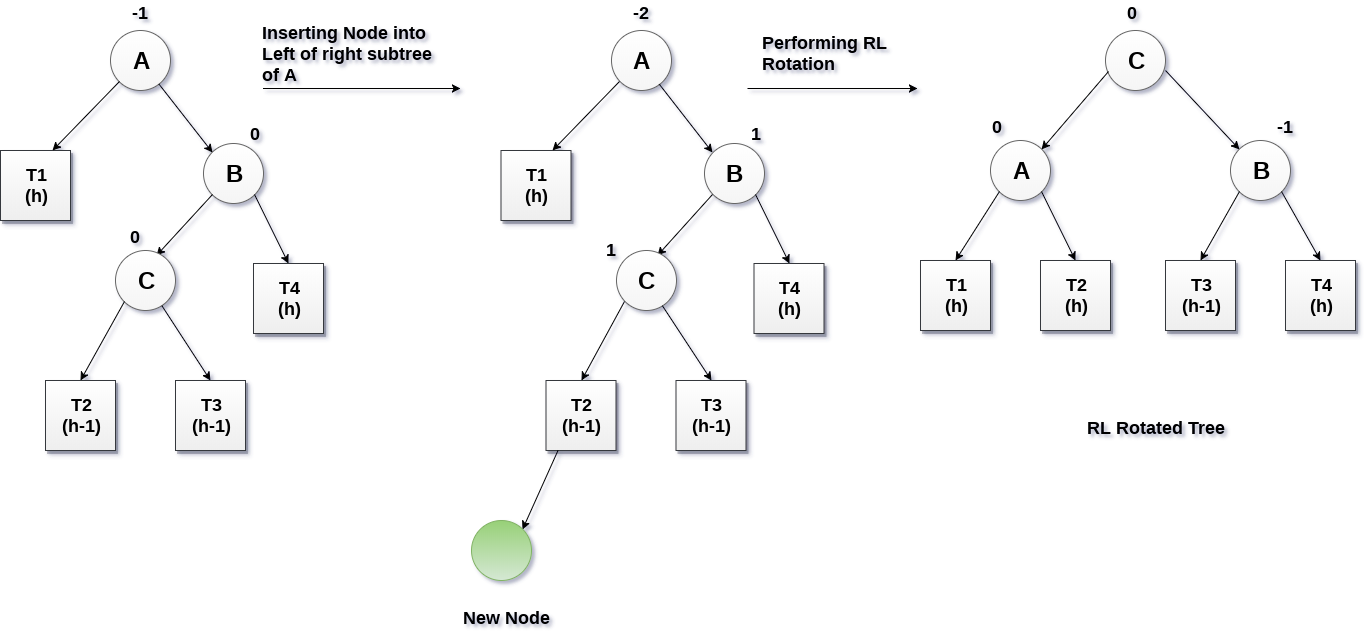 -1
A
T1
(h)
0
B
0
C
T4
(h)
T2
(h-1)
T3
(h-1)
Inserting Node into
Left of right subtree
of A
-2
A
T1
(h)
1
B
1
C
T4
(h)
T2
(h-1)
T3
(h-1)
New Node
Performing RL
Rotation
0
C
0
A
-1
B
T1
(h)
T2
(h)
T3
(h-1)
T4
(h)
RL Rotated Tree